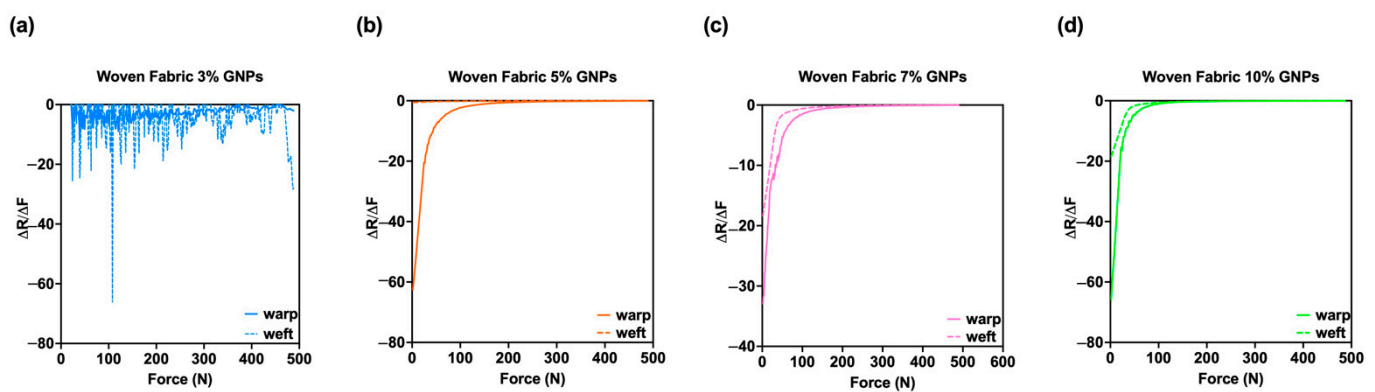 (a)
Woven Fabric 3% GNPs
0
−20
−40
−60
−80
ΔR/ΔF
0 100 200 300 400 500
Force (N)
warp
weft
(b)
Woven Fabric 5% GNPs
0
−20
−40
−60
−80
ΔR/ΔF
0 100 200 300 400 500
Force (N)
warp
weft
(c)
Woven Fabric 7% GNPs
0
−10
−20
−30
−40
ΔR/ΔF
0 100 200 300 400 500 600
Force (N)
warp
weft
(d)
Woven Fabric 10% GNPs
0
−20
−40
−60
−80
ΔR/ΔF
0 100 200 300 400 500
Force (N)
warp
weft